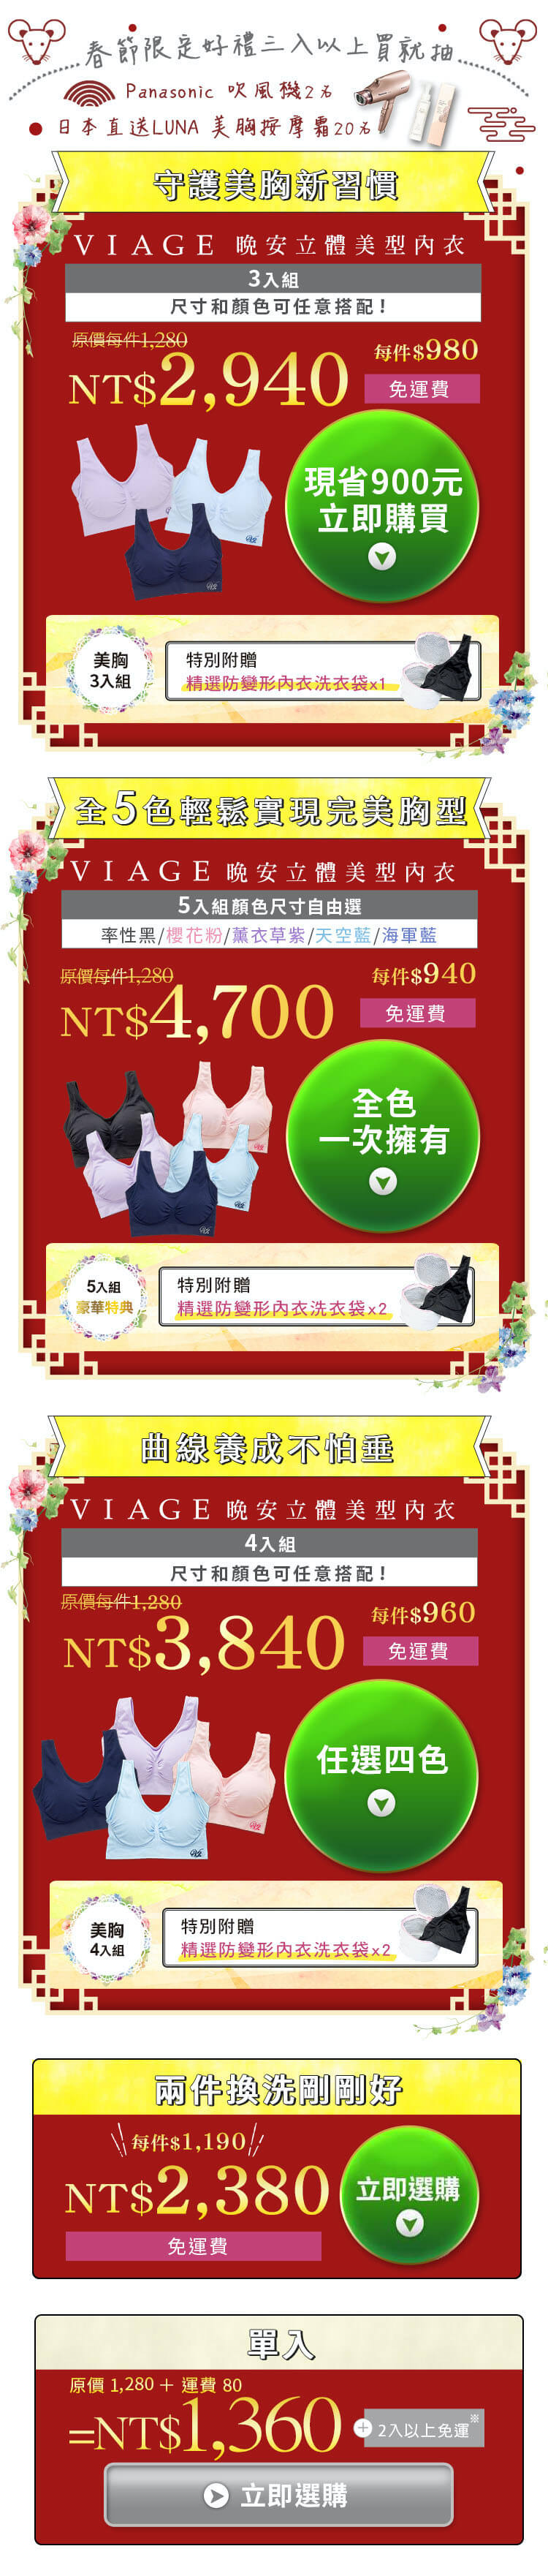 春節限定好禮三入以上買就抽
Panasonic 吹風機2名
日本直送LUNA 美胸按摩霜20名
守護美胸新習慣
VIAGE 晚安立體美型內衣
3入組
尺寸和顏色可任意搭配!
原價每件1,280
每件$980
NT$2,940
免運費
現省900元
立即購買
美胸
3入組
特別附贈
精選防變形內衣洗衣袋x1
全5色輕鬆實現完美胸型
VIAGE 晚安立體美型內衣
5入組顏色尺寸自由選
率性黑/櫻花粉/薰衣草紫/天空藍/海軍藍
原價每件1,280
每件$940
NT$4,700
免運費
全色
一次擁有
5入組
豪華特典
特別附贈
精選防變形內衣洗衣袋x2
曲線養成不怕垂
VIAGE 晚安立體美型內衣
4入組
尺寸和顏色可任意搭配!
原價每件1,280
每件$960
NT$3,840
免運費
任選四色
美胸
4入組
特別附贈
精選防變形內衣洗衣袋x2
兩件換洗剛剛好
每件$1,190
NT$2,380
立即選購
免運費
單入
原價 1,280 + 運費 80
=NT$1,360
+ 2入以上免運※
立即選購